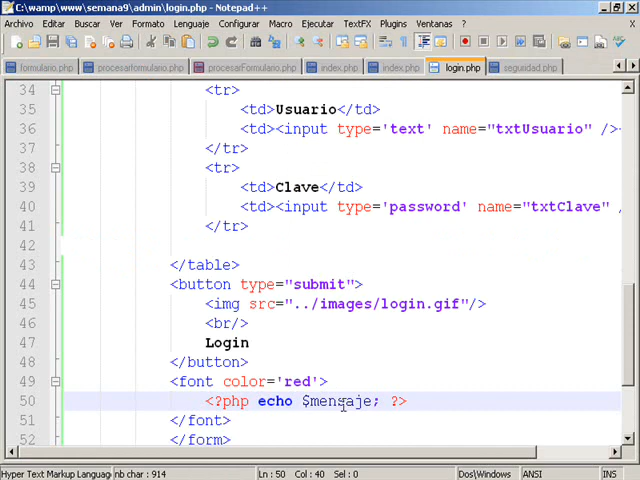 C:\wamp\www\semana9\admin\login.php - Notepad++
Archivo Editar Buscar Ver Formato Lenguaje Configurar Macro Ejecutar TextFX Plugins Ventanas ?
formulario.php procesarformulario.php procesarFormulario.php index.php index.php login.php seguridad.php
34 <tr>
35 <td>Usuario</td>
36 <td><input type='text' name="txtUsuario" /><
37 </tr>
38 <tr>
39 <td>Clave</td>
40 <td><input type='password' name="txtClave" /
41 </tr>
42
43 </table>
44 <button type="submit">
45 <img src="../images/login.gif"/>
46 <br/>
47 Login
48 </button>
49 <font color='red'>
50 <?php echo $mensaje; ?>
51 </font>
52 </form>
Hyper Text Markup Languag nb char : 914 Ln : 50 Col : 40 Sel : 0 Dos\Windows ANSI INS